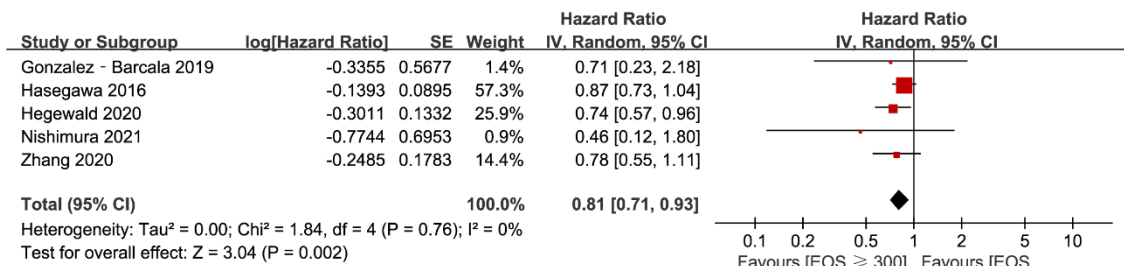 Hazard Ratio Hazard Ratio
Study or Subgroup log[Hazard Ratio] SE Weight IV, Random, 95% CI IV, Random, 95% CI
Gonzalez‐Barcala 2019 -0.3355 0.5677 1.4% 0.71 [0.23, 2.18]
Hasegawa 2016 -0.1393 0.0895 57.3% 0.87 [0.73, 1.04]
Hegewald 2020 -0.3011 0.1332 25.9% 0.74 [0.57, 0.96]
Nishimura 2021 -0.7744 0.6953 0.9% 0.46 [0.12, 1.80]
Zhang 2020 -0.2485 0.1783 14.4% 0.78 [0.55, 1.11]
Total (95% CI) 100.0% 0.81 [0.71, 0.93]
Heterogeneity: Tau² = 0.00; Chi² = 1.84, df = 4 (P = 0.76); I² = 0%
Test for overall effect: Z = 3.04 (P = 0.002)
0.1 0.2 0.5 1 2 5 10
Favours [EOS ≥ 300] Favours [EOS